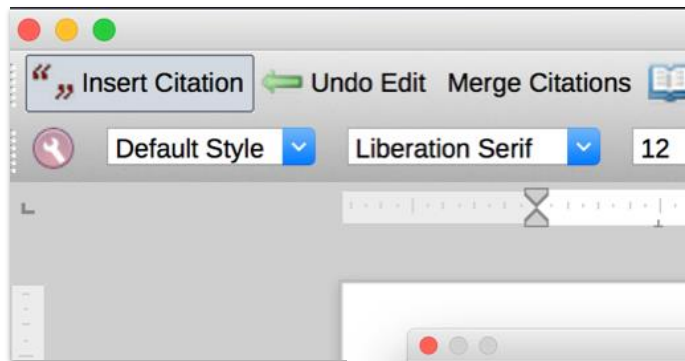 “ „ Insert Citation Undo Edit Merge Citations
Default Style Liberation Serif 12